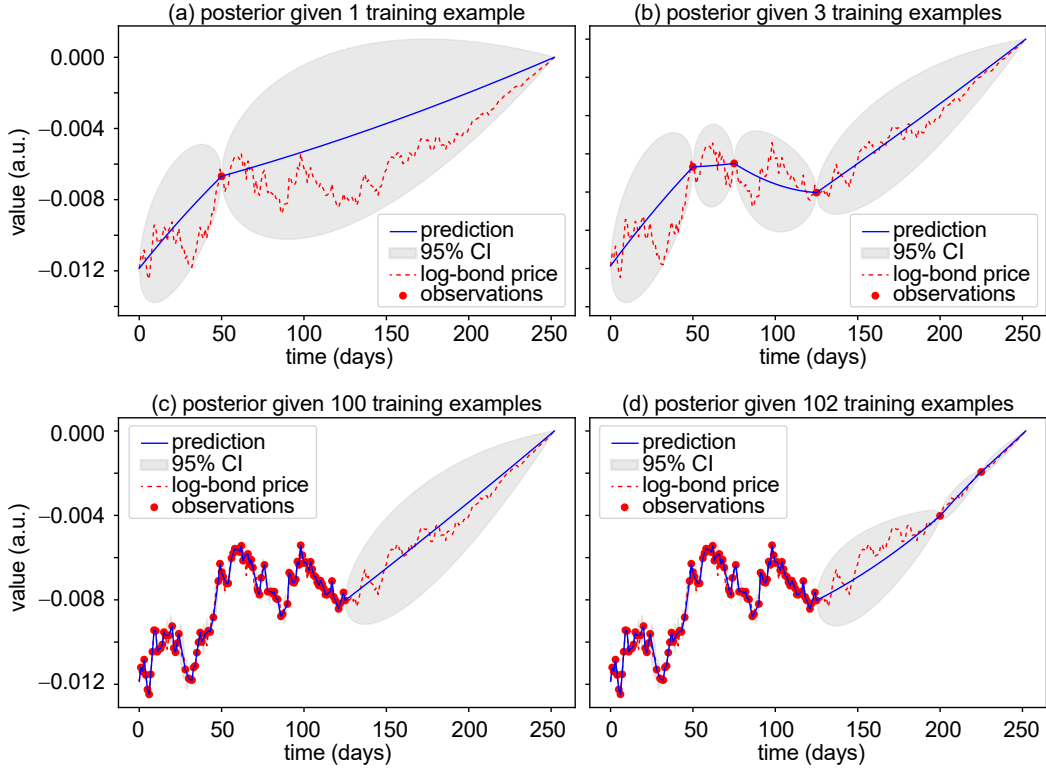 (a) posterior given 1 training example
0.000
−0.004
−0.008
−0.012
value (a.u.)
prediction
95% CI
log-bond price
observations
0 50 100 150 200 250
time (days)
(b) posterior given 3 training examples
prediction
95% CI
log-bond price
observations
0 50 100 150 200 250
time (days)
(c) posterior given 100 training examples
0.000
−0.004
−0.008
−0.012
value (a.u.)
prediction
95% CI
log-bond price
observations
0 50 100 150 200 250
time (days)
(d) posterior given 102 training examples
prediction
95% CI
log-bond price
observations
0 50 100 150 200 250
time (days)